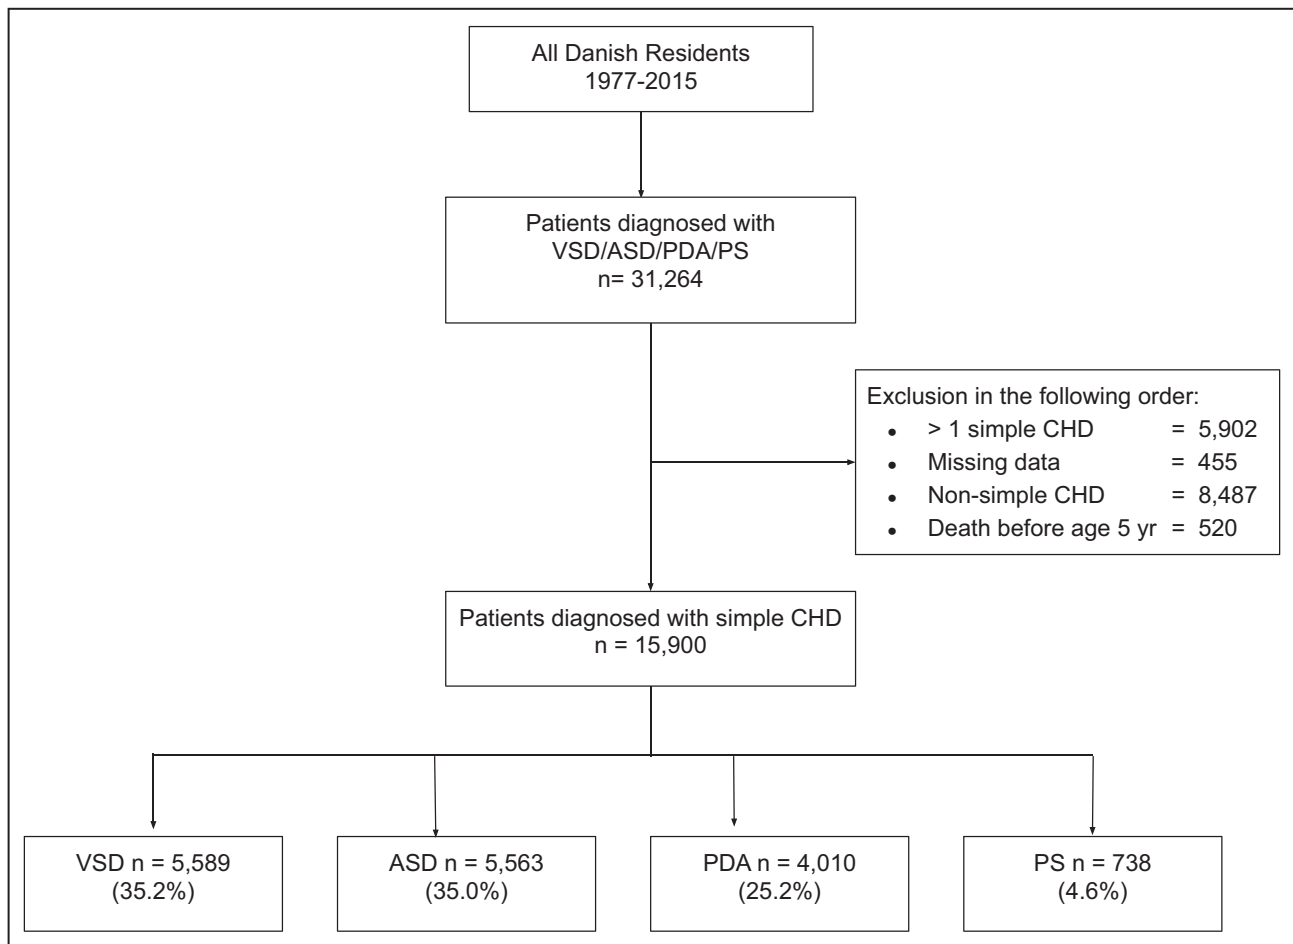 All Danish Residents
1977-2015
Patients diagnosed with
VSD/ASD/PDA/PS
n= 31,264
Exclusion in the following order:
• > 1 simple CHD = 5,902
• Missing data = 455
• Non-simple CHD = 8,487
• Death before age 5 yr = 520
Patients diagnosed with simple CHD
n = 15,900
VSD n = 5,589
(35.2%)
ASD n = 5,563
(35.0%)
PDA n = 4,010
(25.2%)
PS n = 738
(4.6%)